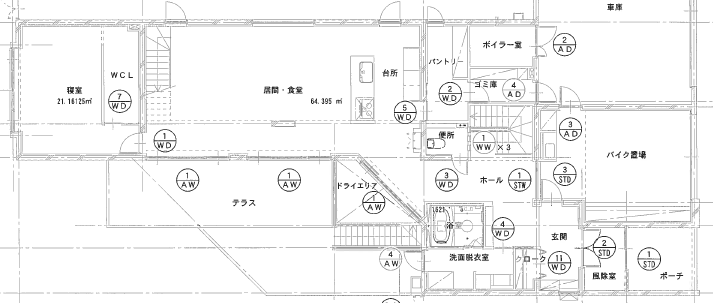 車庫
2
AD
ボイラー室
台所
パントリー
WCL
居間・食堂
寝室
21.16125㎡
64.395 ㎡
ゴミ庫
4
AD
7
WD
2
WD
5
WD
3
AD
便所
1
WD
1
WW
×3
バイク置場
1
AW
1
AW
ドライエリア
3
WD
ホール
1
STW
3
STD
テラス
1
AW
1621
浴室
4
WD
玄関
2
STD
1
STD
4
AW
洗面脱衣室
クローク
11
WD
風除室
ポーチ